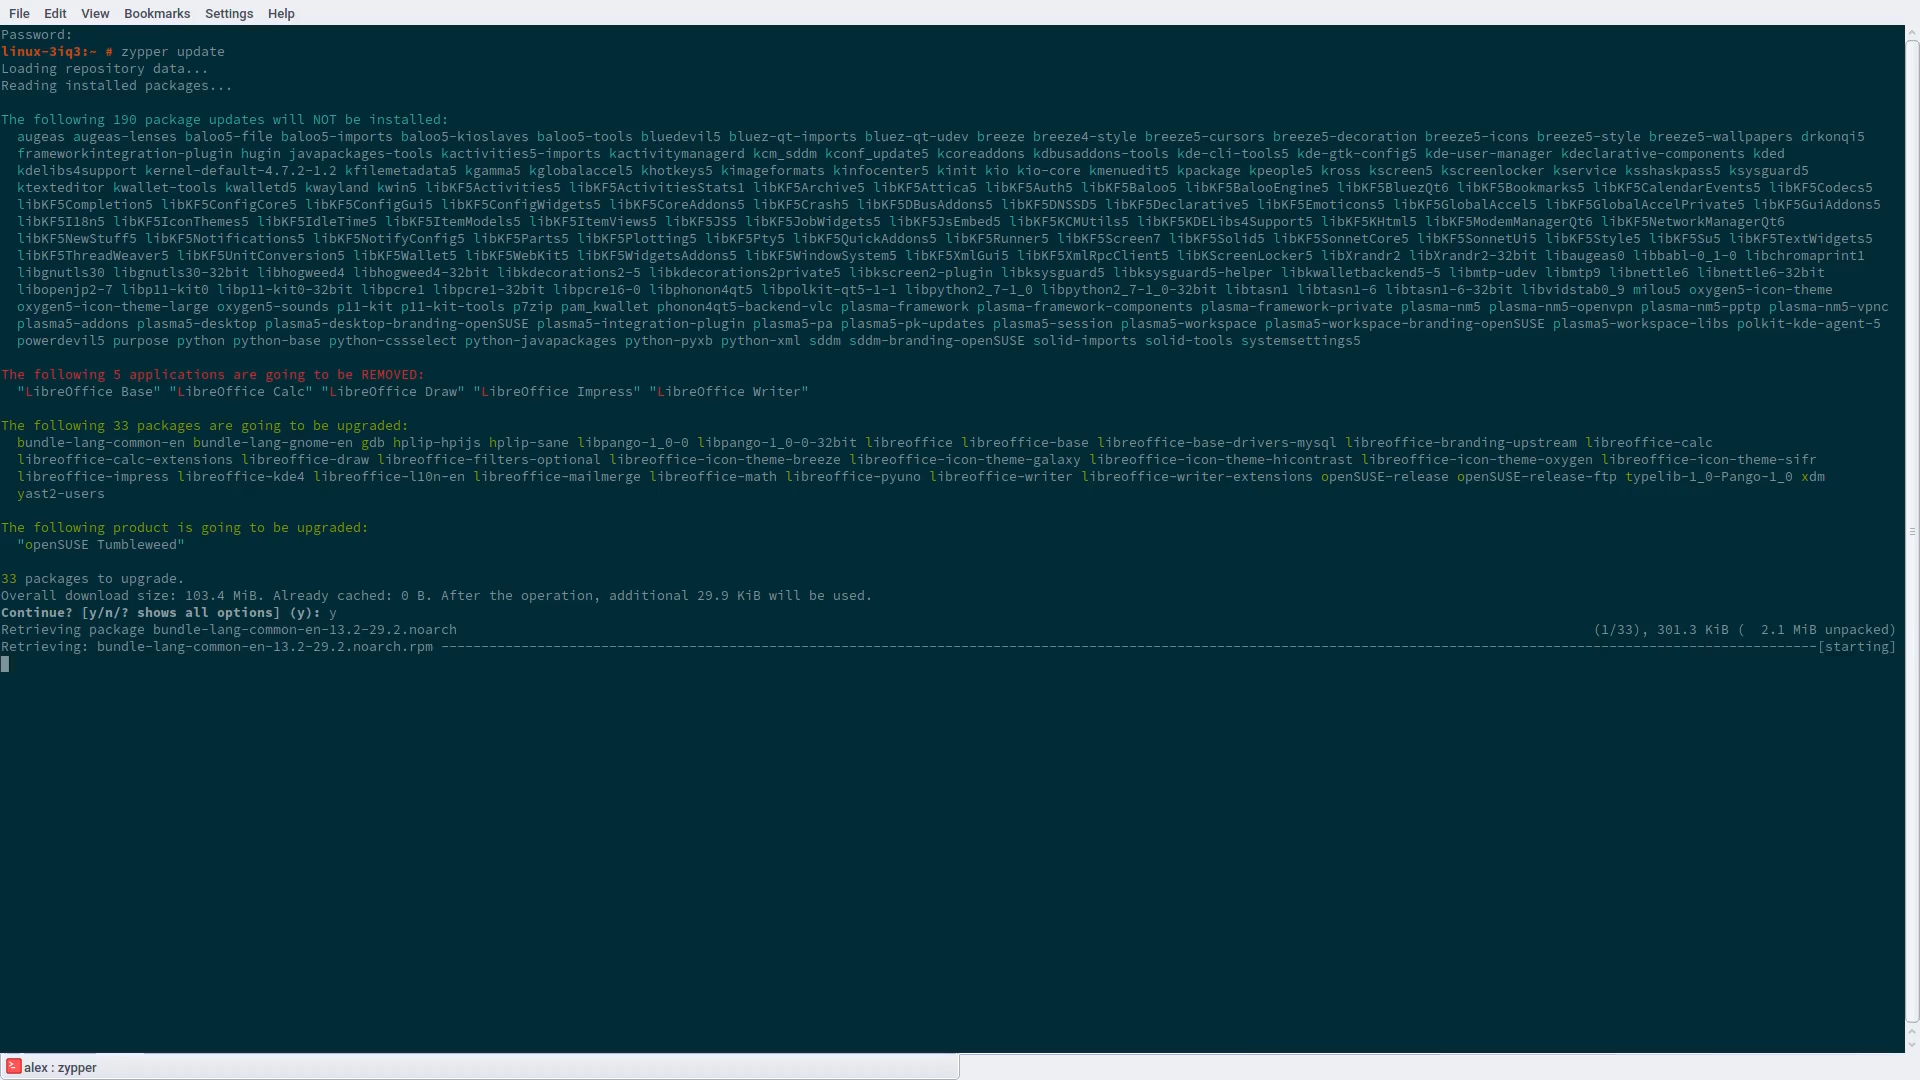 File Edit View Bookmarks Settings Help
Password:
linux-3iq3:~ # zypper update
Loading repository data...
Reading installed packages...
The following 190 package updates will NOT be installed:
augeas augeas-lenses baloo5-file baloo5-imports baloo5-kioslaves baloo5-tools bluedevil5 bluez-qt-imports bluez-qt-udev breeze breeze4-style breeze5-cursors breeze5-decoration breeze5-icons breeze5-style breeze5-wallpapers drkonqi5
frameworkintegration-plugin hugin javapackages-tools kactivities5-imports kactivitymanagerd kcm_sddm kconf_update5 kcoreaddons kdbusaddons-tools kde-cli-tools5 kde-gtk-config5 kde-user-manager kdeclarative-components kded
kdelibs4support kernel-default-4.7.2-1.2 kfilemetadata5 kgamma5 kglobalaccel5 khotkeys5 kimageformats kinfocenter5 kinit kio kio-core kmenuedit5 kpackage kpeople5 kross kscreen5 kscreenlocker kservice ksshaskpass5 ksysguard5
ktexteditor kwallet-tools kwalletd5 kwayland kwin5 libKF5Activities5 libKF5ActivitiesStats1 libKF5Archive5 libKF5Attica5 libKF5Auth5 libKF5Baloo5 libKF5BalooEngine5 libKF5BluezQt6 libKF5Bookmarks5 libKF5CalendarEvents5 libKF5Codecs5
libKF5Completion5 libKF5ConfigCore5 libKF5ConfigGui5 libKF5ConfigWidgets5 libKF5CoreAddons5 libKF5Crash5 libKF5DBusAddons5 libKF5DNSSD5 libKF5Declarative5 libKF5Emoticons5 libKF5GlobalAccel5 libKF5GlobalAccelPrivate5 libKF5GuiAddons5
libKF5I18n5 libKF5IconThemes5 libKF5IdleTime5 libKF5ItemModels5 libKF5ItemViews5 libKF5JS5 libKF5JobWidgets5 libKF5JsEmbed5 libKF5KCMUtils5 libKF5KDELibs4Support5 libKF5KHtml5 libKF5ModemManagerQt6 libKF5NetworkManagerQt6
libKF5NewStuff5 libKF5Notifications5 libKF5NotifyConfig5 libKF5Parts5 libKF5Plotting5 libKF5Pty5 libKF5QuickAddons5 libKF5Runner5 libKF5Screen7 libKF5Solid5 libKF5SonnetCore5 libKF5SonnetUi5 libKF5Style5 libKF5Su5 libKF5TextWidgets5
libKF5ThreadWeaver5 libKF5UnitConversion5 libKF5Wallet5 libKF5WebKit5 libKF5WidgetsAddons5 libKF5WindowSystem5 libKF5XmlGui5 libKF5XmlRpcClient5 libKScreenLocker5 libXrandr2 libXrandr2-32bit libaugeas0 libbabl-0_1-0 libchromaprint1
libgnutls30 libgnutls30-32bit libhogweed4 libhogweed4-32bit libkdecorations2-5 libkdecorations2private5 libkscreen2-plugin libksysguard5 libksysguard5-helper libkwalletbackend5-5 libmtp-udev libmtp9 libnettle6 libnettle6-32bit
libopenjp2-7 libp11-kit0 libp11-kit0-32bit libpcre1 libpcre1-32bit libpcre16-0 libphonon4qt5 libpolkit-qt5-1-1 libpython2_7-1_0 libpython2_7-1_0-32bit libtasn1 libtasn1-6 libtasn1-6-32bit libvidstab0_9 milou5 oxygen5-icon-theme
oxygen5-icon-theme-large oxygen5-sounds p11-kit p11-kit-tools p7zip pam_kwallet phonon4qt5-backend-vlc plasma-framework plasma-framework-components plasma-framework-private plasma-nm5 plasma-nm5-openvpn plasma-nm5-pptp plasma-nm5-vpnc
plasma5-addons plasma5-desktop plasma5-desktop-branding-openSUSE plasma5-integration-plugin plasma5-pa plasma5-pk-updates plasma5-session plasma5-workspace plasma5-workspace-branding-openSUSE plasma5-workspace-libs polkit-kde-agent-5
powerdevil5 purpose python python-base python-cssselect python-javapackages python-pyxb python-xml sddm sddm-branding-openSUSE solid-imports solid-tools systemsettings5
The following 5 applications are going to be REMOVED:
"LibreOffice Base" "LibreOffice Calc" "LibreOffice Draw" "LibreOffice Impress" "LibreOffice Writer"
The following 33 packages are going to be upgraded:
bundle-lang-common-en bundle-lang-gnome-en gdb hplip-hpijs hplip-sane libpango-1_0-0 libpango-1_0-0-32bit libreoffice libreoffice-base libreoffice-base-drivers-mysql libreoffice-branding-upstream libreoffice-calc
libreoffice-calc-extensions libreoffice-draw libreoffice-filters-optional libreoffice-icon-theme-breeze libreoffice-icon-theme-galaxy libreoffice-icon-theme-hicontrast libreoffice-icon-theme-oxygen libreoffice-icon-theme-sifr
libreoffice-impress libreoffice-kde4 libreoffice-l10n-en libreoffice-mailmerge libreoffice-math libreoffice-pyuno libreoffice-writer libreoffice-writer-extensions openSUSE-release openSUSE-release-ftp typelib-1_0-Pango-1_0 xdm
yast2-users
The following product is going to be upgraded:
"openSUSE Tumbleweed"
33 packages to upgrade.
Overall download size: 103.4 MiB. Already cached: 0 B. After the operation, additional 29.9 KiB will be used.
Continue? [y/n/? shows all options] (y): y
Retrieving package bundle-lang-common-en-13.2-29.2.noarch (1/33), 301.3 KiB ( 2.1 MiB unpacked)
Retrieving: bundle-lang-common-en-13.2-29.2.noarch.rpm ----------[starting]
alex : zypper